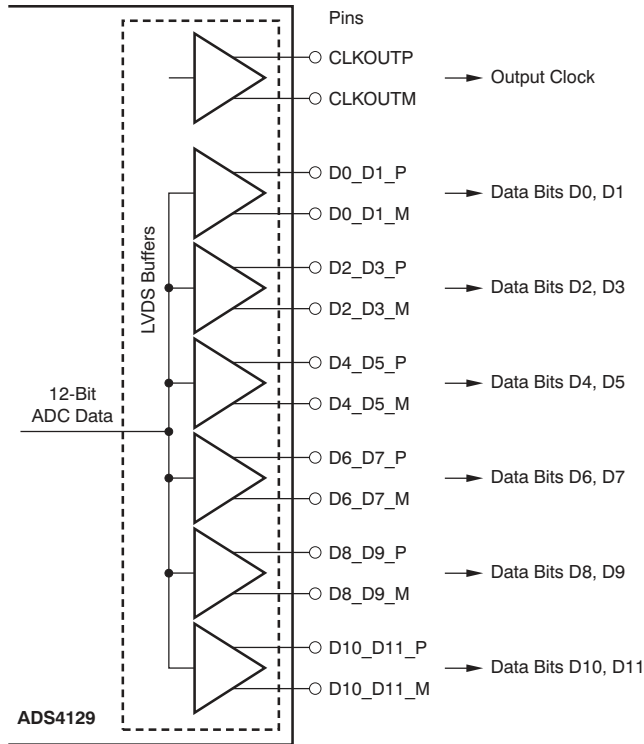 Pins
CLKOUTP
CLKOUTM
Output Clock
D0_D1_P
D0_D1_M
Data Bits D0, D1
LVDS Buffers
D2_D3_P
D2_D3_M
Data Bits D2, D3
D4_D5_P
D4_D5_M
Data Bits D4, D5
12-Bit
ADC Data
D6_D7_P
D6_D7_M
Data Bits D6, D7
D8_D9_P
D8_D9_M
Data Bits D8, D9
D10_D11_P
D10_D11_M
Data Bits D10, D11
ADS4129